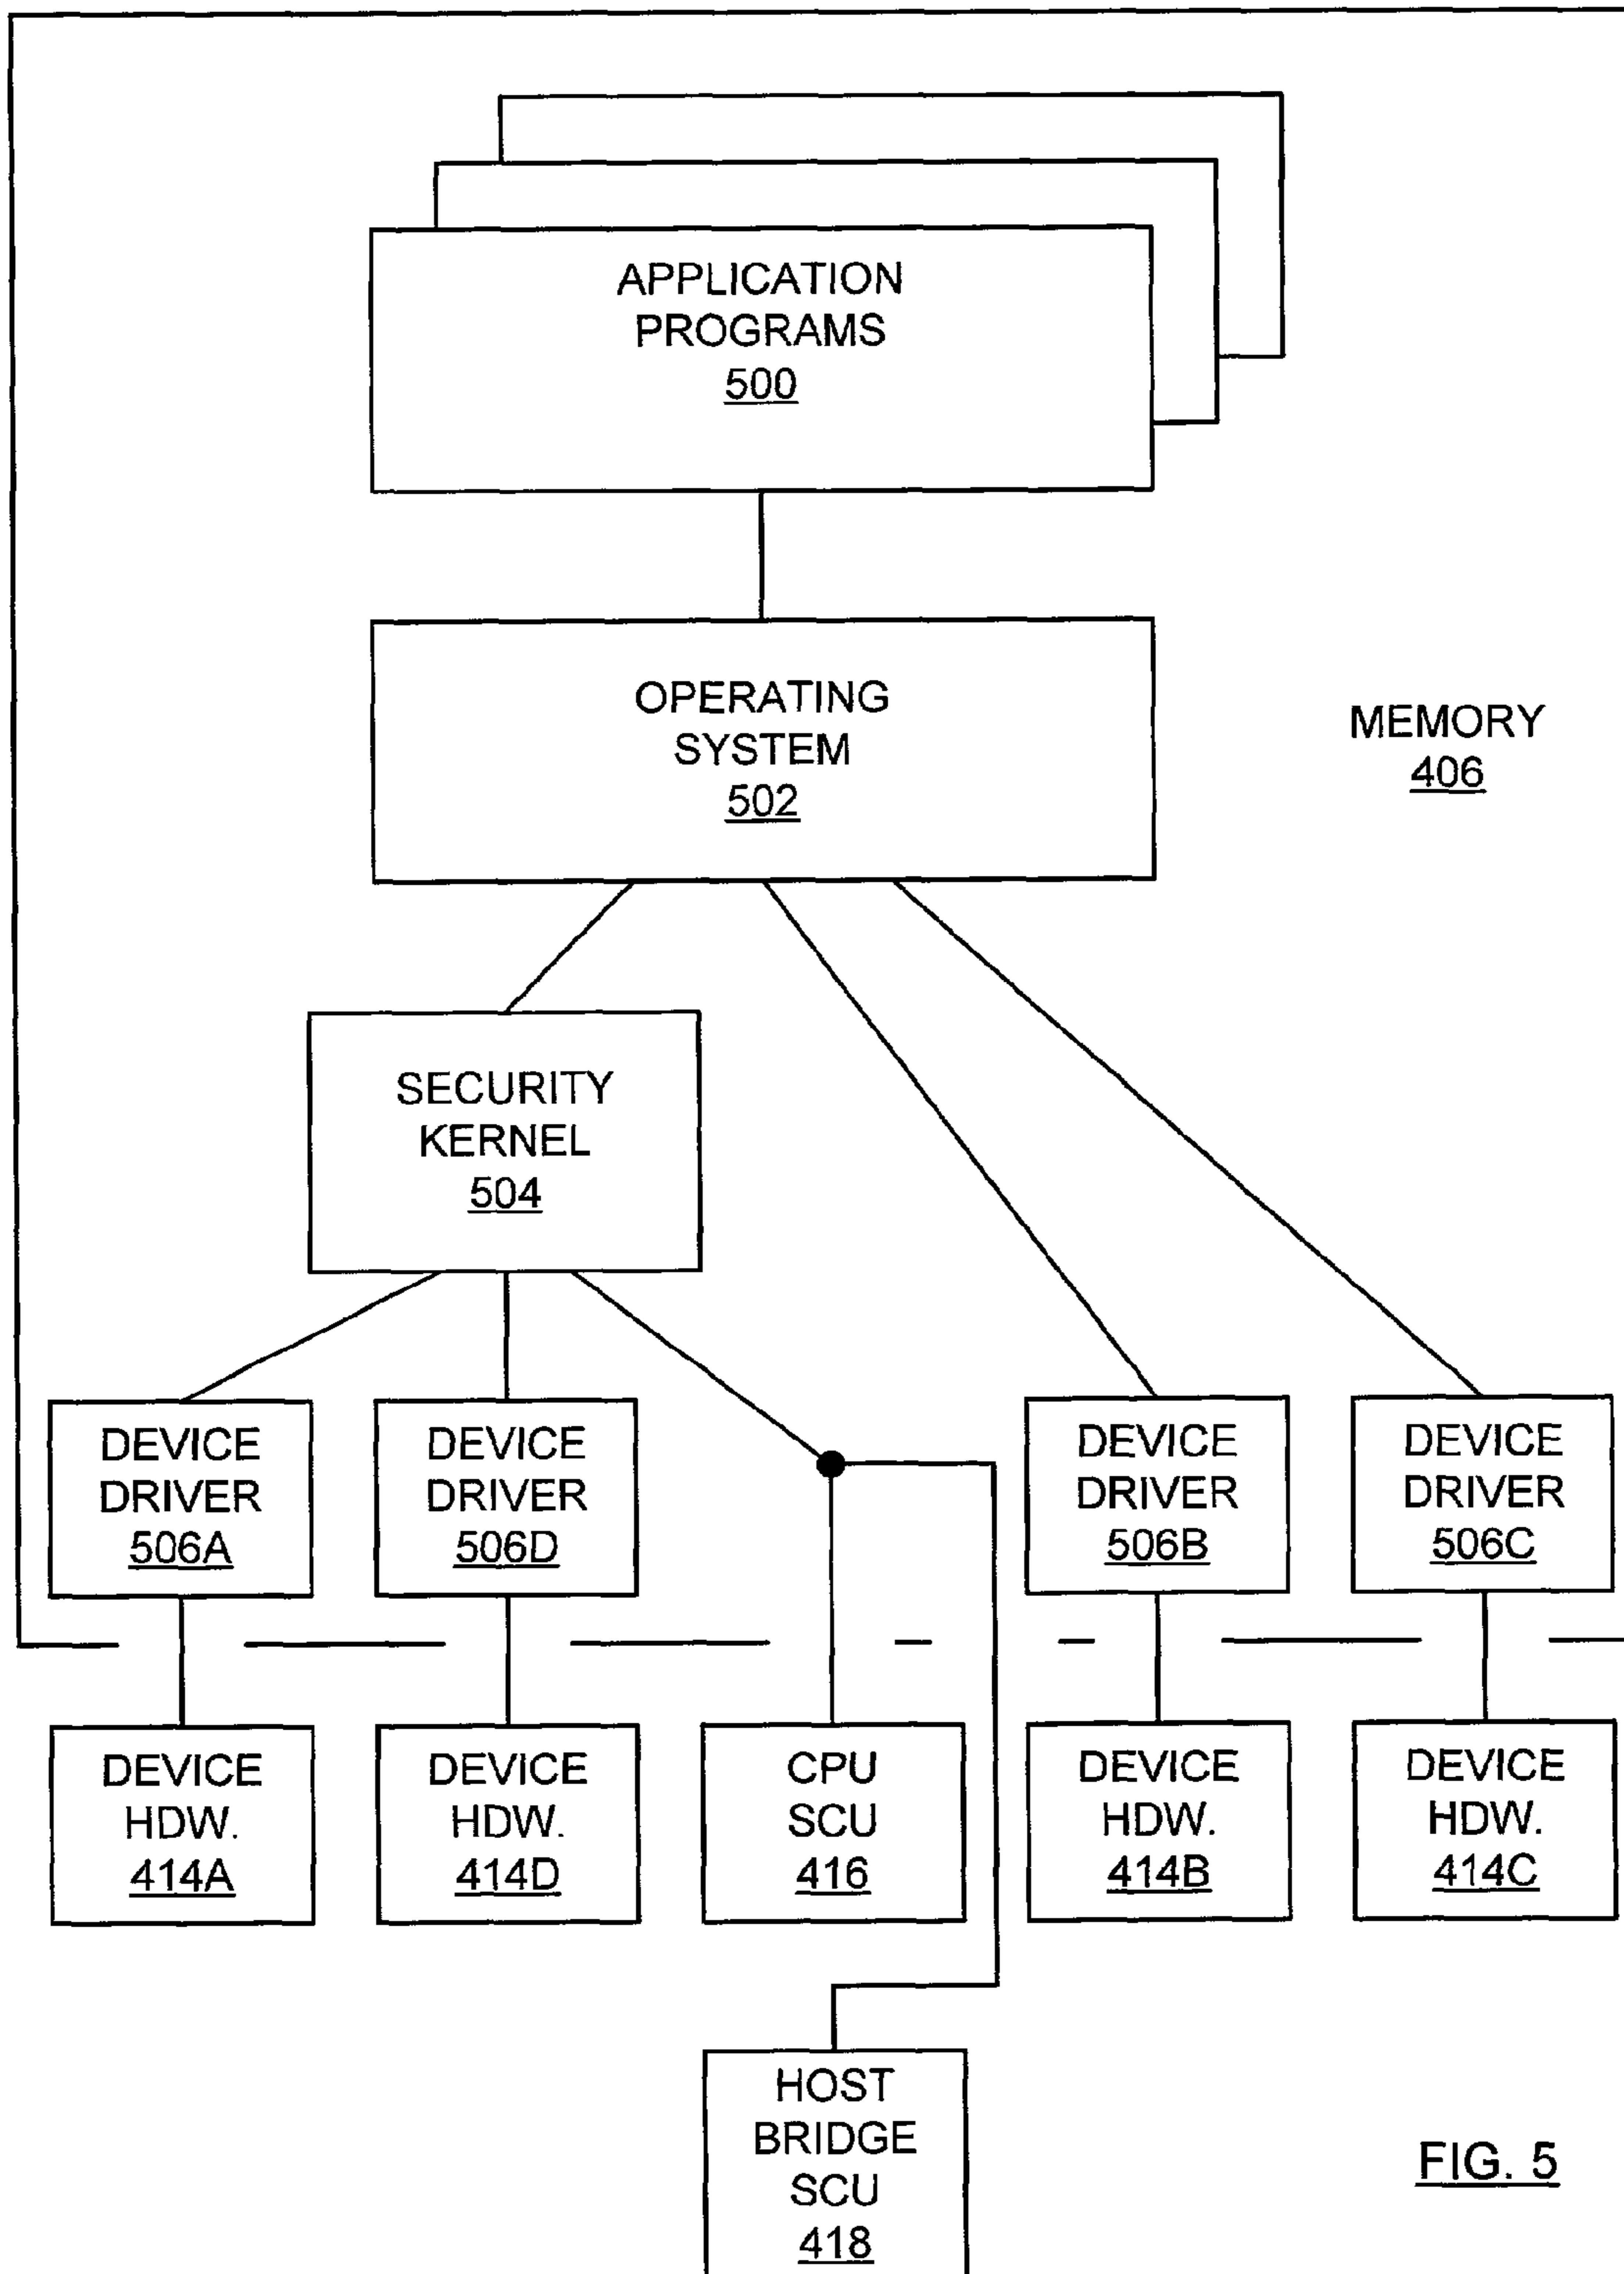 APPLICATION
PROGRAMS
500
OPERATING
SYSTEM
502
MEMORY
406
SECURITY
KERNEL
504
DEVICE
DRIVER
506A
DEVICE
DRIVER
506D
DEVICE
DRIVER
506B
DEVICE
DRIVER
506C
DEVICE
HDW.
414A
DEVICE
HDW.
414D
CPU
SCU
416
DEVICE
HDW.
414B
DEVICE
HDW.
414C
HOST
BRIDGE
SCU
418
FIG. 5